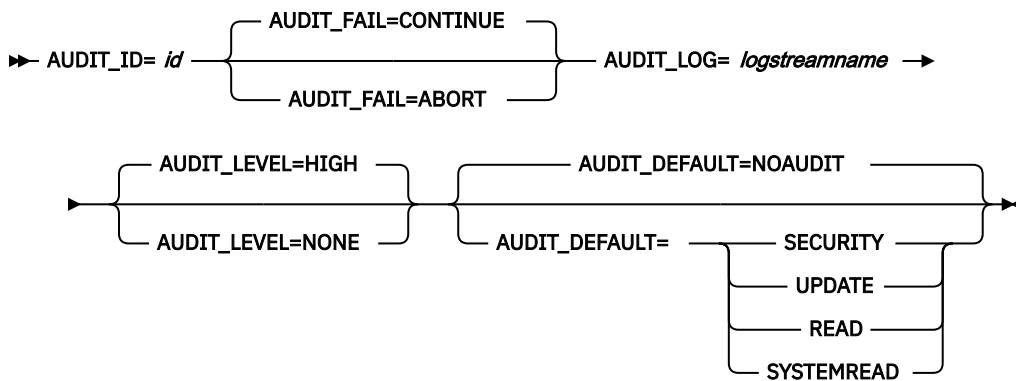 AUDIT_FAIL=CONTINUE
AUDIT_ID= id AUDIT_LOG= logstreamname
AUDIT_FAIL=ABORT
AUDIT_LEVEL=HIGH AUDIT_DEFAULT=NOAUDIT
AUDIT_LEVEL=NONE AUDIT_DEFAULT= SECURITY
UPDATE
READ
SYSTEMREAD